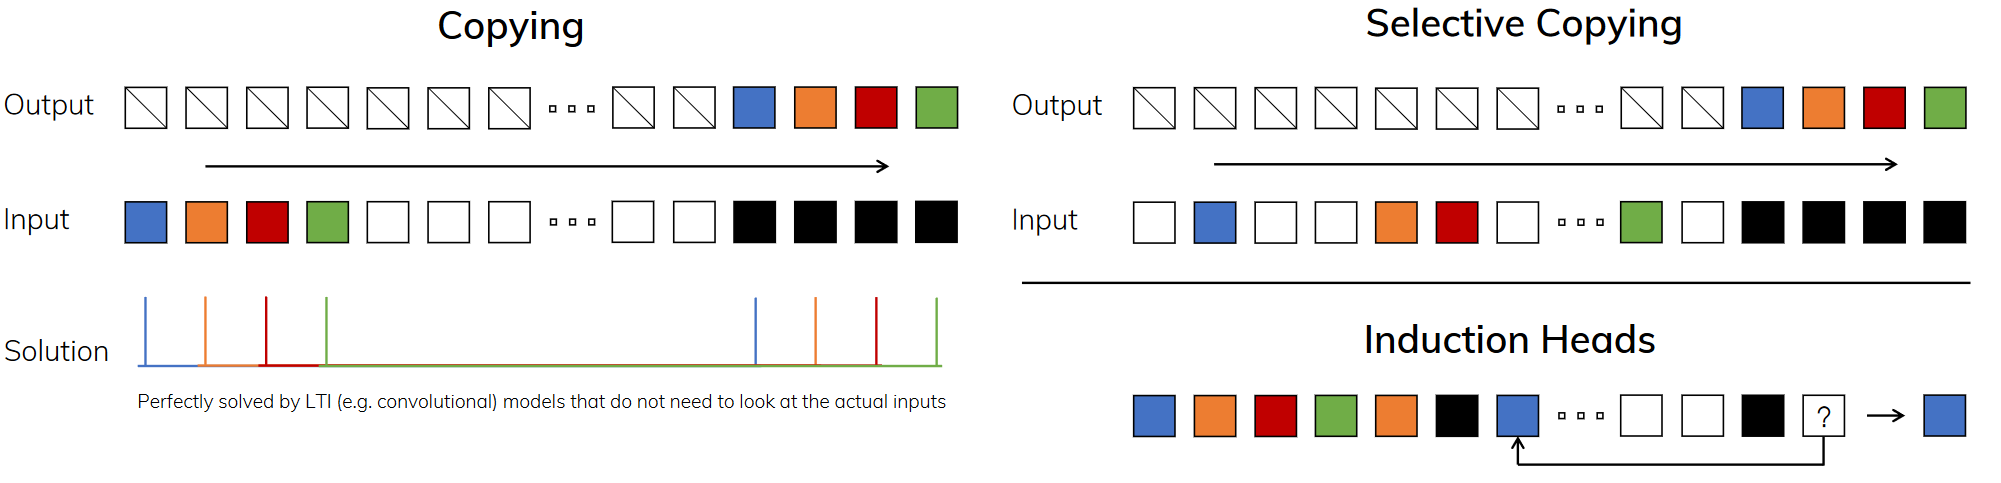 Copying
Output
Input
Solution
Perfectly solved by LTI (e.g. convolutional) models that do not need to look at the actual inputs
Selective Copying
Output
Input
Induction Heads
?